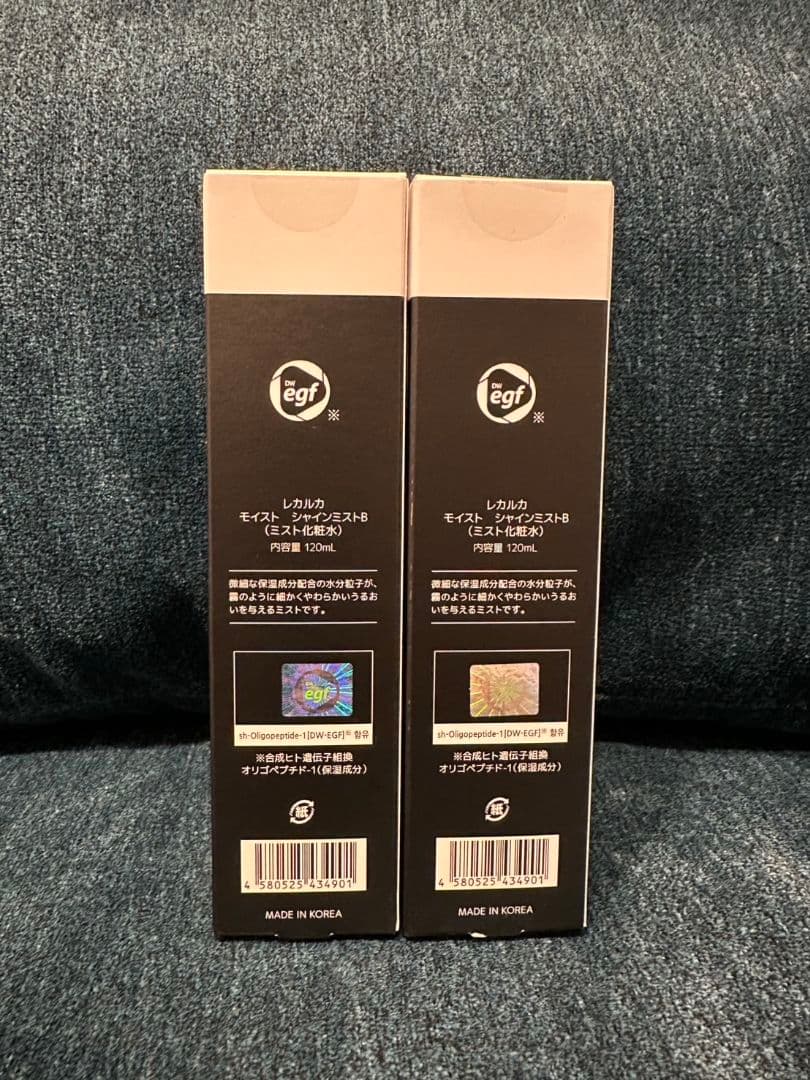 DW
egf
※
レカルカ
モイスト シャインミストB
（ミスト化粧水）
内容量 120mL
微細な保湿成分配合の水分粒子が、
霧のように細かくやわらかいうるお
いを与えるミストです。
DW
egf
sh-Oligopeptide-1[DW-EGF]® 함유
※合成ヒト遺伝子組換
オリゴペプチド-1（保湿成分）
紙
4 580525 434901
MADE IN KOREA
DW
egf
※
レカルカ
モイスト シャインミストB
（ミスト化粧水）
内容量 120mL
微細な保湿成分配合の水分粒子が、
霧のように細かくやわらかいうるお
いを与えるミストです。
sh-Oligopeptide-1[DW-EGF]® 함유
※合成ヒト遺伝子組換
オリゴペプチド-1（保湿成分）
紙
4 580525 434901
MADE IN KOREA